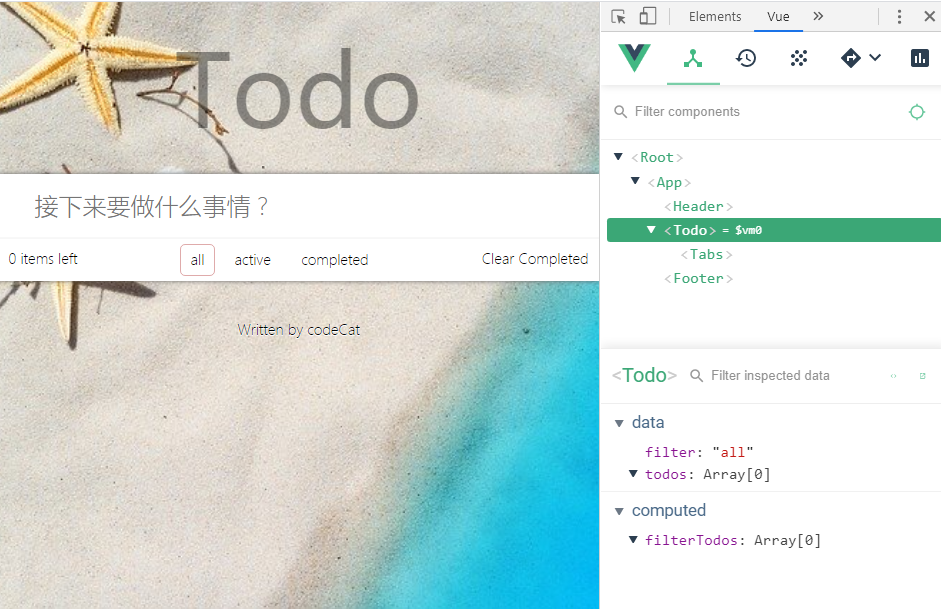 Todo
接下来要做什么事情？
0 items left
all
active
completed
Clear Completed
Written by codeCat
Elements
Vue
»
Filter components
<Root>
<App>
<Header>
<Todo> = $vm0
<Tabs>
<Footer>
<Todo>
Filter inspected data
data
filter: "all"
todos: Array[0]
computed
filterTodos: Array[0]